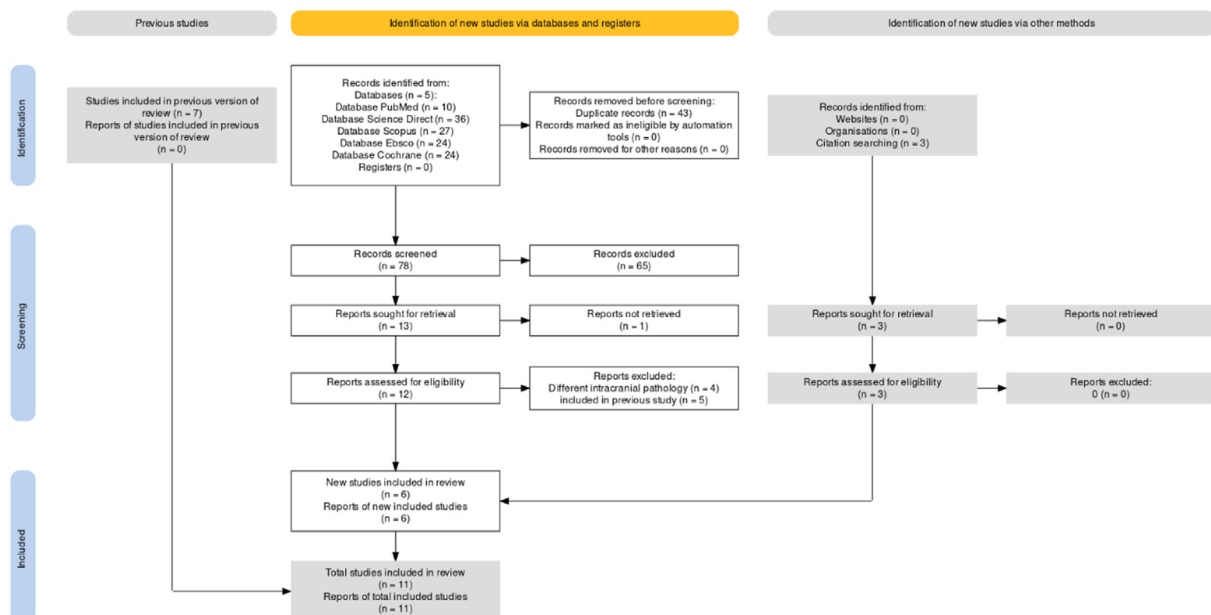 Previous studies
Identification of new studies via databases and registers
Identification of new studies via other methods
Identification
Studies included in previous version of
review (n = 7)
Reports of studies included in previous
version of review
(n = 0)
Records identified from:
Databases (n = 5):
Database PubMed (n = 10)
Database Science Direct (n = 36)
Database Scopus (n = 27)
Database Ebsco (n = 24)
Database Cochrane (n = 24)
Registers (n = 0)
Records removed before screening:
Duplicate records (n = 43)
Records marked as ineligible by automation
tools (n = 0)
Records removed for other reasons (n = 0)
Records identified from:
Websites (n = 0)
Organisations (n = 0)
Citation searching (n = 3)
Screening
Records screened
(n = 78)
Records excluded
(n = 65)
Reports sought for retrieval
(n = 13)
Reports not retrieved
(n = 1)
Reports sought for retrieval
(n = 3)
Reports not retrieved
(n = 0)
Reports assessed for eligibility
(n = 12)
Reports excluded:
Different intracranial pathology (n = 4)
included in previous study (n = 5)
Reports assessed for eligibility
(n = 3)
Reports excluded:
0 (n = 0)
Included
New studies included in review
(n = 6)
Reports of new included studies
(n = 6)
Total studies included in review
(n = 11)
Reports of total included studies
(n = 11)